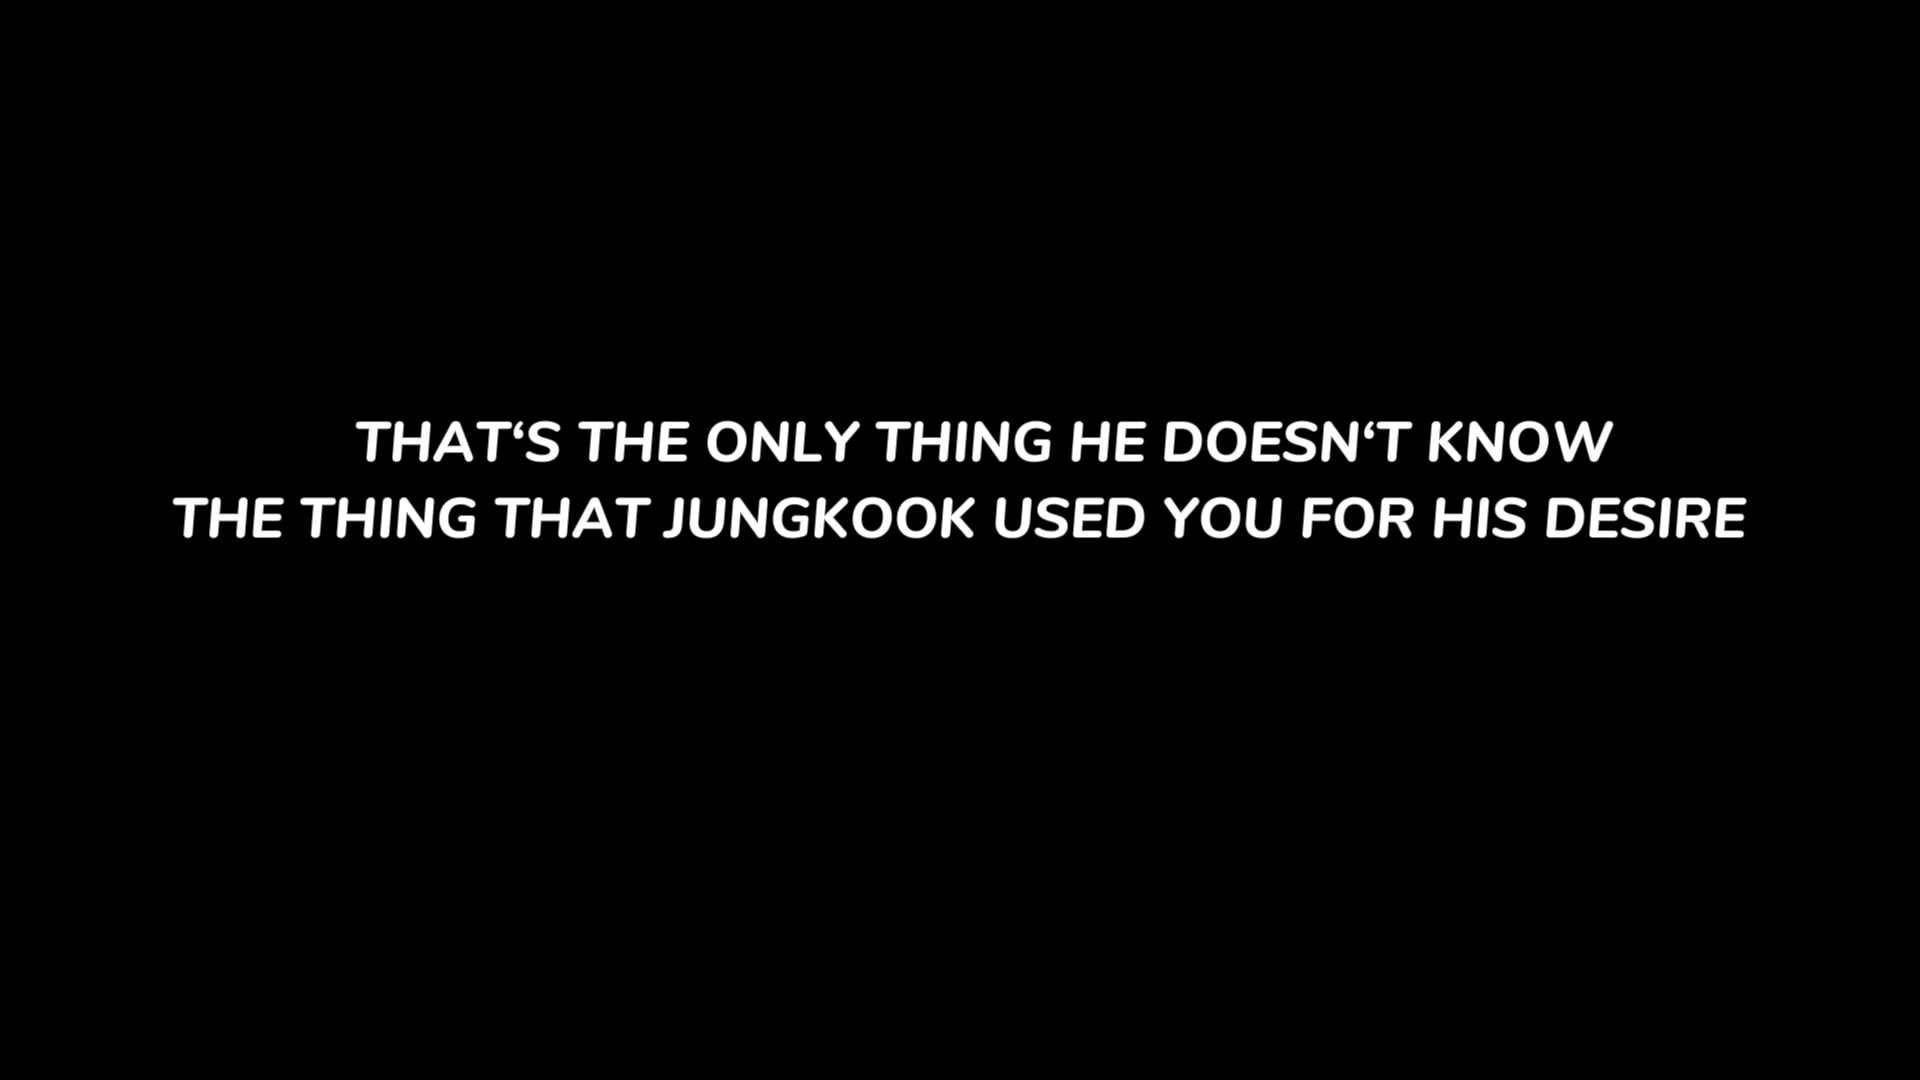 THAT‘S THE ONLY THING HE DOESN‘T KNOW
THE THING THAT JUNGKOOK USED YOU FOR HIS DESIRE